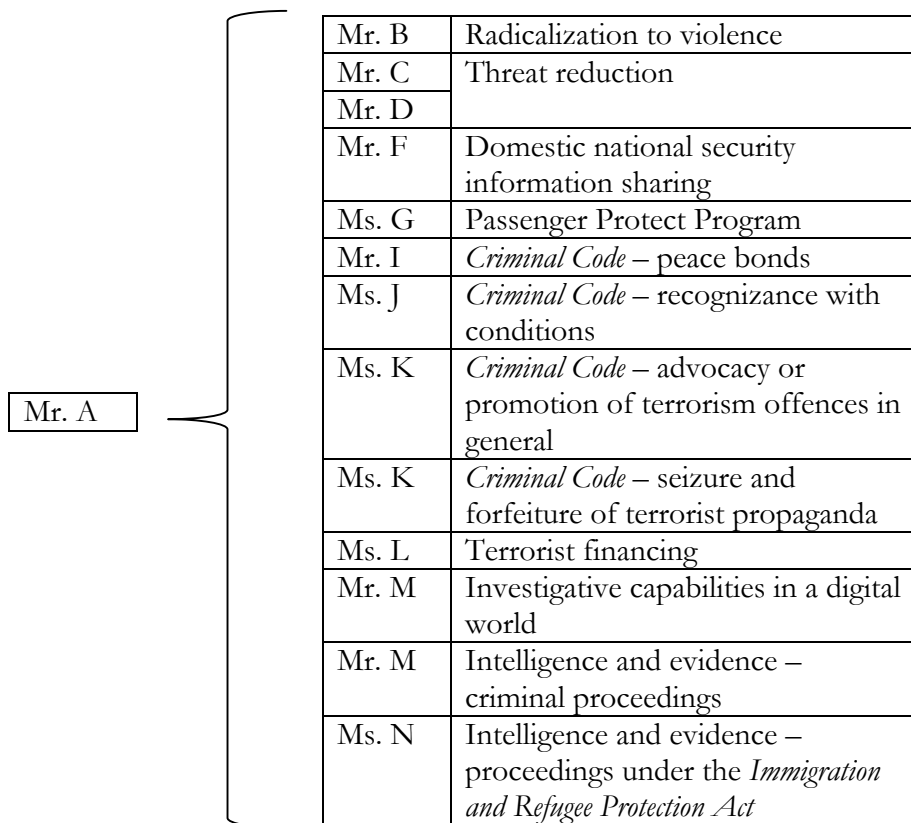 Mr. B Radicalization to violence
Mr. C Threat reduction
Mr. D
Mr. F Domestic national security
information sharing
Ms. G Passenger Protect Program
Mr. I Criminal Code – peace bonds
Ms. J Criminal Code – recognizance with
conditions
Ms. K Criminal Code – advocacy or
promotion of terrorism offences in
general
Mr. A
Ms. K Criminal Code – seizure and
forfeiture of terrorist propaganda
Ms. L Terrorist financing
Mr. M Investigative capabilities in a digital
world
Mr. M Intelligence and evidence –
criminal proceedings
Ms. N Intelligence and evidence –
proceedings under the Immigration
and Refugee Protection Act